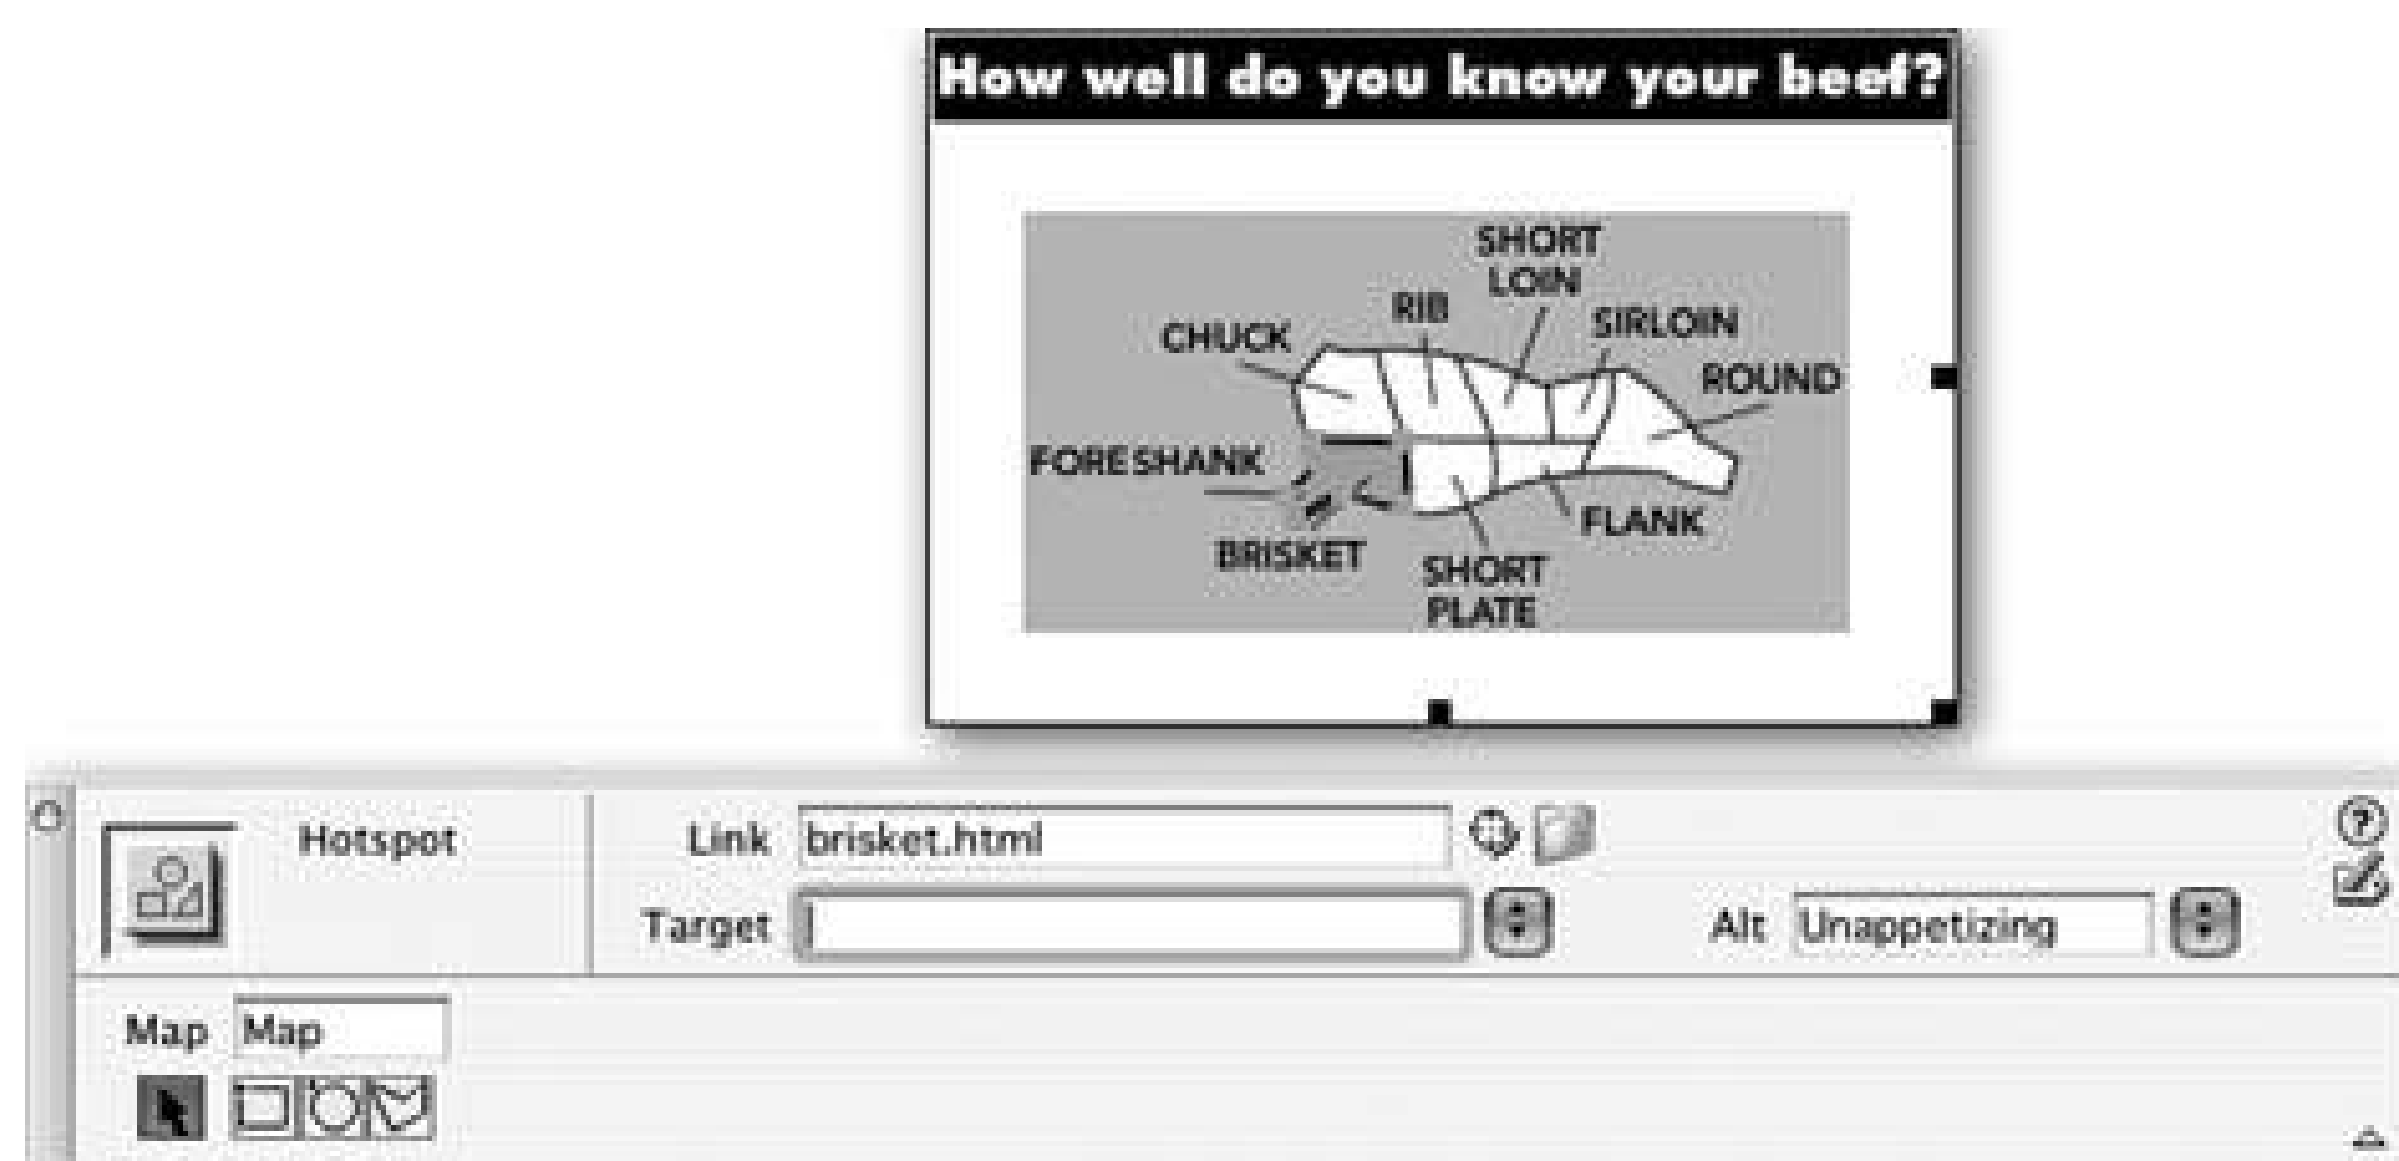 How well do you know your beef?
SHORT
LOIN
RIB
SIRLOIN
CHUCK
ROUND
FORESHANK
FLANK
BRISKET
SHORT
PLATE
Hotspot
Link brisket.html
?
Target
Alt Unappetizing
Map Map